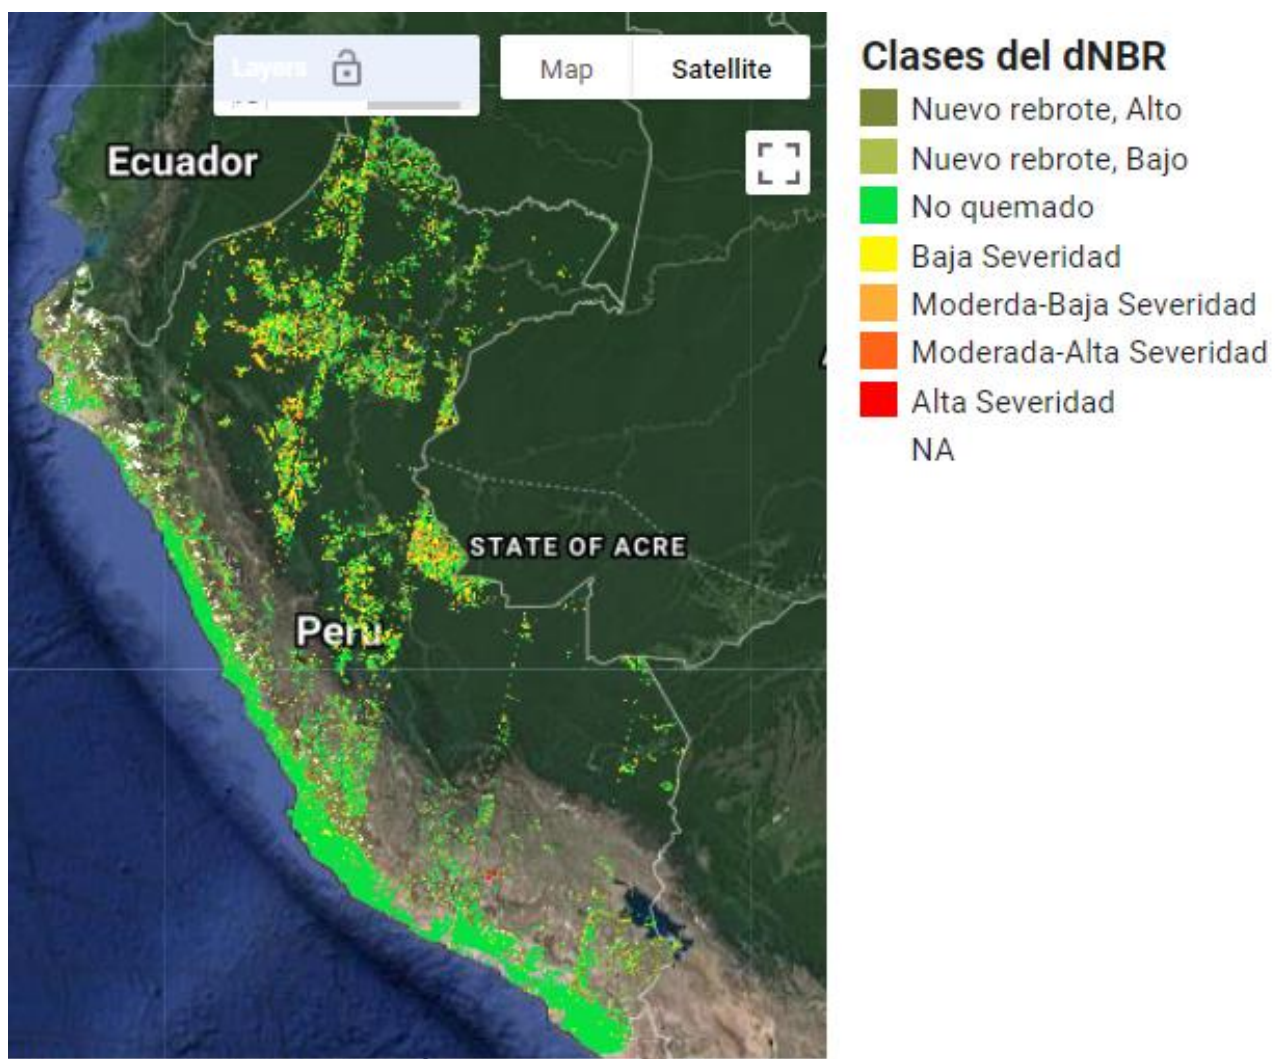 Layers
Map
Satellite
Ecuador
STATE OF ACRE
Peru
Clases del dNBR
Nuevo rebrote, Alto
Nuevo rebrote, Bajo
No quemado
Baja Severidad
Moderda-Baja Severidad
Moderada-Alta Severidad
Alta Severidad
NA